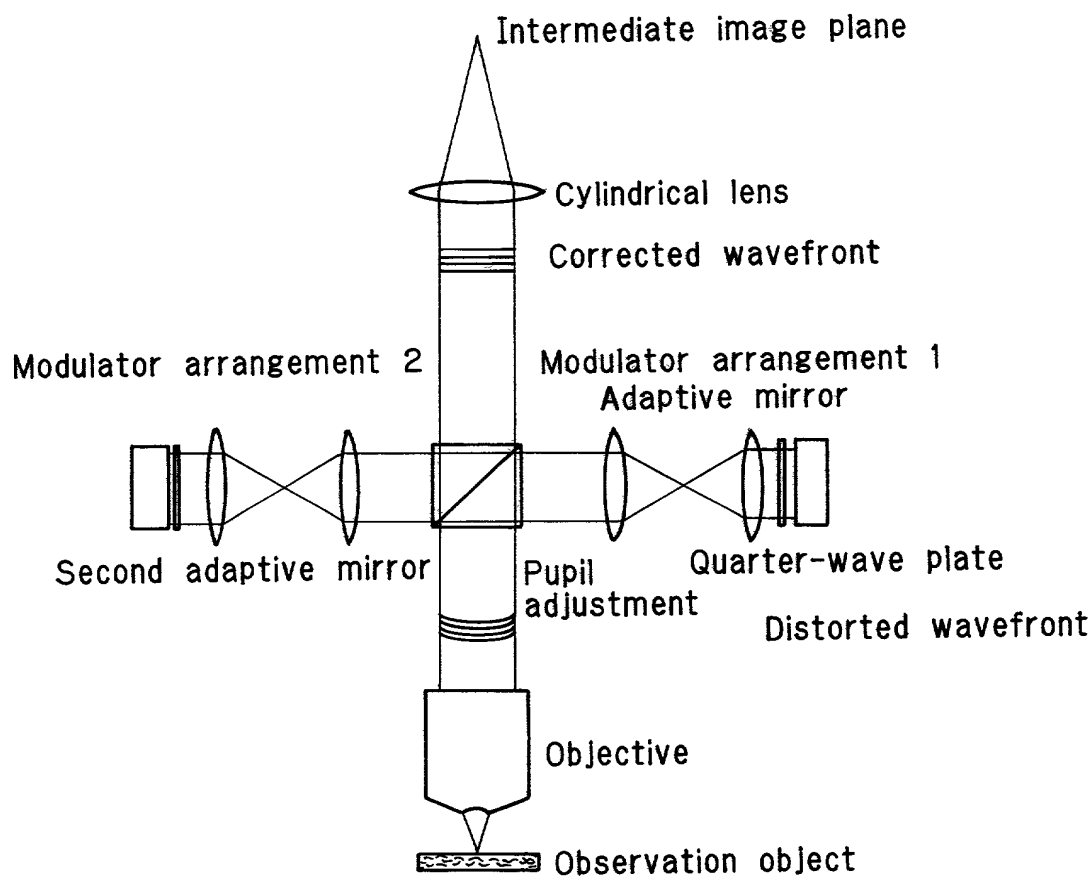 Intermediate image plane
Cylindrical lens
Corrected wavefront
Modulator arrangement 2
Modulator arrangement 1
Adaptive mirror
Second adaptive mirror
Pupil
adjustment
Quarter-wave plate
Distorted wavefront
Objective
Observation object